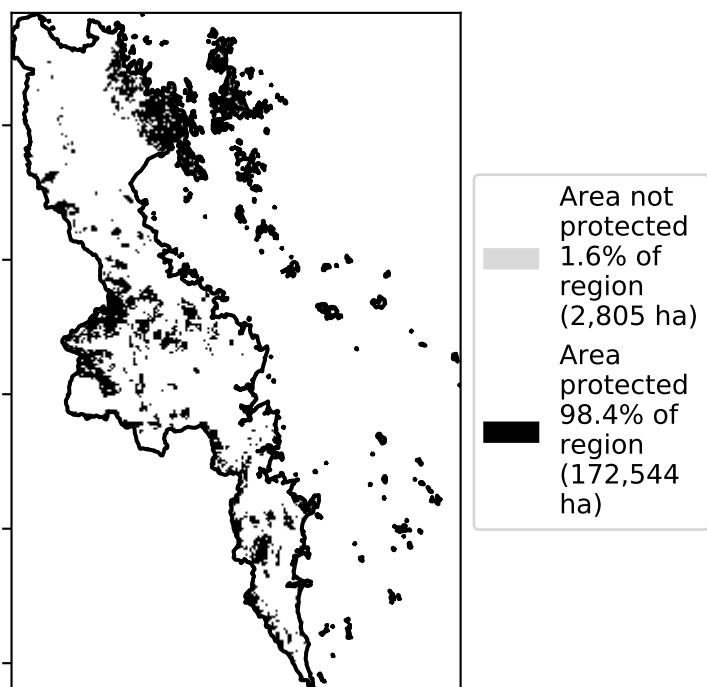 Area not
protected
1.6% of
region
(2,805 ha)
Area
protected
98.4% of
region
(172,544
ha)